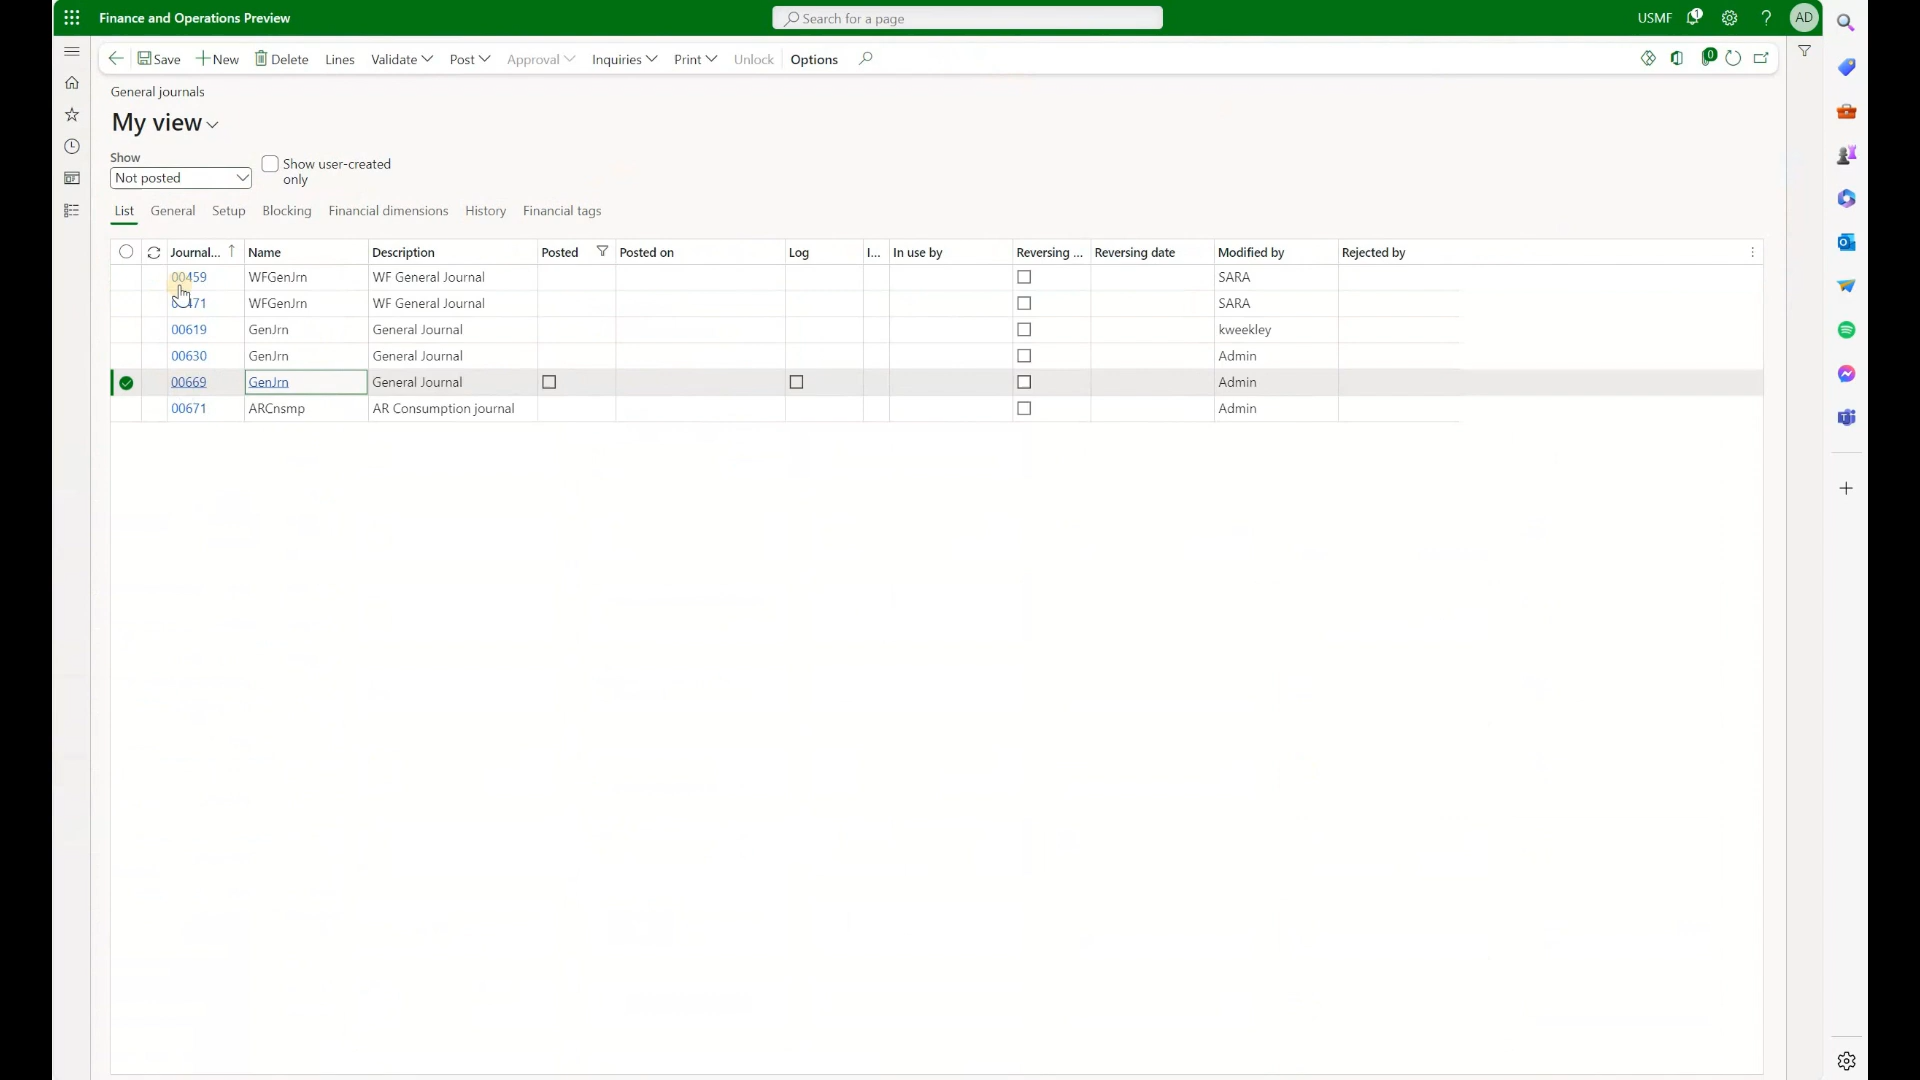 Finance and Operations Preview
Search for a page
USMF
1
?
AD
Save
New
Delete
Lines
Validate
Post
Approval
Inquiries
Print
Unlock
Options
0
General journals
My view
Show
Not posted
Show user-created
only
List General Setup Blocking Financial dimensions History Financial tags
Journal... Name Description Posted Posted on Log I... In use by Reversing ... Reversing date Modified by Rejected by
00459 WFGenJrn WF General Journal SARA
471 WFGenJrn WF General Journal SARA
00619 GenJrn General Journal kweekley
00630 GenJrn General Journal Admin
00669 GenJrn General Journal Admin
00671 ARCnsmp AR Consumption journal Admin